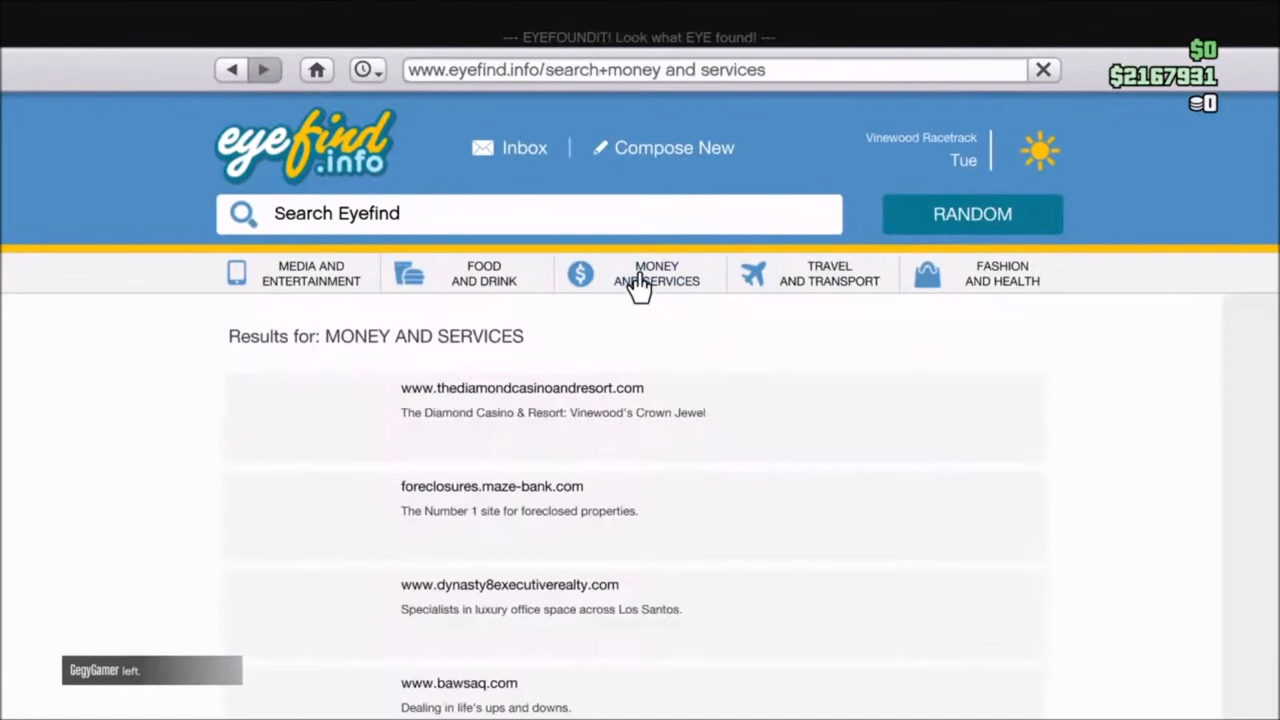 --- EYEFOUNDIT! Look what EYE found! ---
$0
www.eyefind.info/search+money and services
$2167931
0
eyefind
.info
Inbox
Compose New
Vinewood Racetrack
Tue
Search Eyefind
RANDOM
MEDIA AND
ENTERTAINMENT
FOOD
AND DRINK
MONEY
AND SERVICES
TRAVEL
AND TRANSPORT
FASHION
AND HEALTH
Results for: MONEY AND SERVICES
www.thediamondcasinoandresort.com
The Diamond Casino & Resort: Vinewood's Crown Jewel
foreclosures.maze-bank.com
The Number 1 site for foreclosed properties.
www.dynasty8executiverealty.com
Specialists in luxury office space across Los Santos.
GegyGamer left.
www.bawsaq.com
Dealing in life's ups and downs.